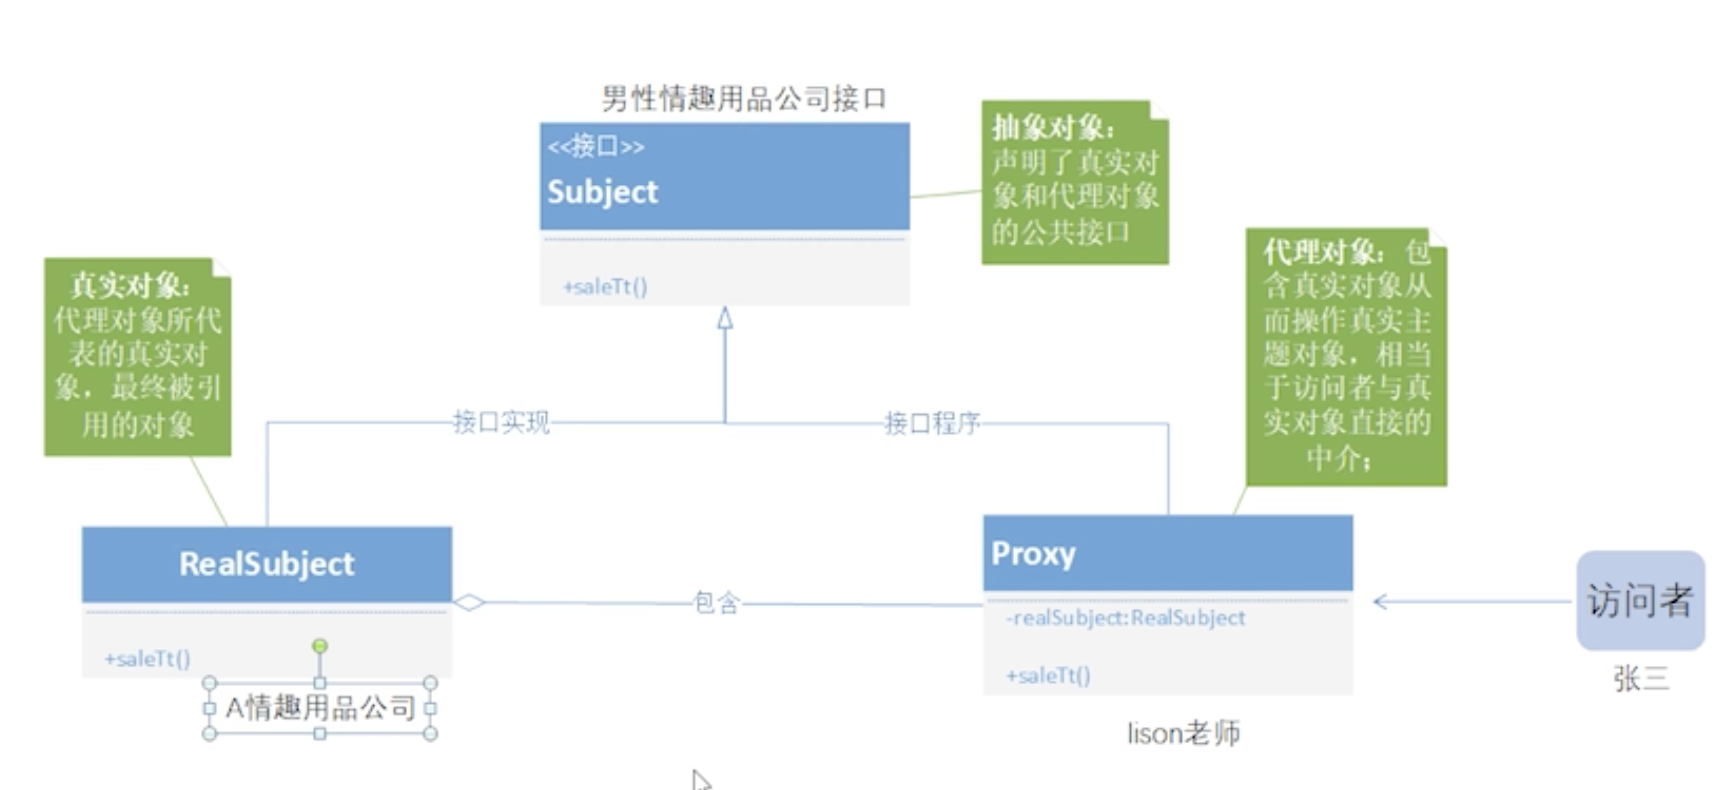 男性情趣用品公司接口
<<接口>>
Subject
+saleTt()
抽象对象：
声明了真实对
象和代理对象
的公共接口
真实对象：
代理对象所代
表的真实对
象，最终被引
用的对象
代理对象：包
含真实对象从
而操作真实主
题对象，相当
于访问者与真
实对象直接的
中介；
接口实现
接口程序
RealSubject
+saleTt()
A情趣用品公司
包含
Proxy
-realSubject:RealSubject
+saleTt()
lison老师
访问者
张三